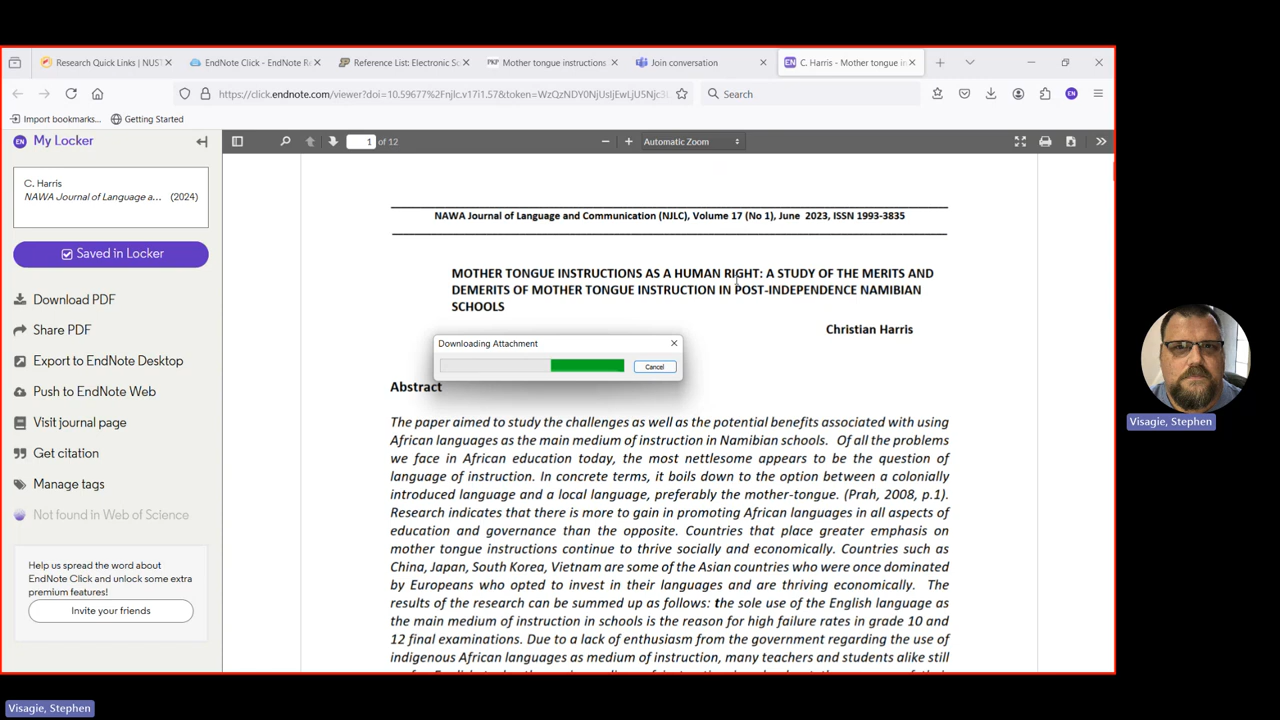 Research Quick Links | NUST
EndNote Click - EndNote Re
Reference List: Electronic Sc
PKP Mother tongue instructions
Join conversation
EN C. Harris - Mother tongue in
https://click.endnote.com/viewer?doi=10.59677%2Fnjlc.v17i1.57&token=
Search
EN
Import bookmarks...
Getting Started
EN My Locker
1 of 12
Automatic Zoom
C. Harris
NAWA Journal of Language a... (2024)
Saved in Locker
Download PDF
Share PDF
Export to EndNote Desktop
Push to EndNote Web
Visit journal page
Get citation
Manage tags
Not found in Web of Science
Help us spread the word about
EndNote Click and unlock some extra
premium features!
Invite your friends
NAWA Journal of Language and Communication (NJLC), Volume 17 (No 1), June 2023, ISSN 1993-3835
MOTHER TONGUE INSTRUCTIONS AS A HUMAN RIGHT: A STUDY OF THE MERITS AND
DEMERITS OF MOTHER TONGUE INSTRUCTION IN POST-INDEPENDENCE NAMIBIAN
SCHOOLS
Christian Harris
Downloading Attachment
Cancel
Abstract
The paper aimed to study the challenges as well as the potential benefits associated with using
African languages as the main medium of instruction in Namibian schools. Of all the problems
we face in African education today, the most nettlesome appears to be the question of
language of instruction. In concrete terms, it boils down to the option between a colonially
introduced language and a local language, preferably the mother-tongue. (Prah, 2008, p.1).
Research indicates that there is more to gain in promoting African languages in all aspects of
education and governance than the opposite. Countries that place greater emphasis on
mother tongue instructions continue to thrive socially and economically. Countries such as
China, Japan, South Korea, Vietnam are some of the Asian countries who were once dominated
by Europeans who opted to invest in their languages and are thriving economically. The
results of the research can be summed up as follows: the sole use of the English language as
the main medium of instruction in schools is the reason for high failure rates in grade 10 and
12 final examinations. Due to a lack of enthusiasm from the government regarding the use of
indigenous African languages as medium of instruction, many teachers and students alike still
Visagie, Stephen
Visagie, Stephen